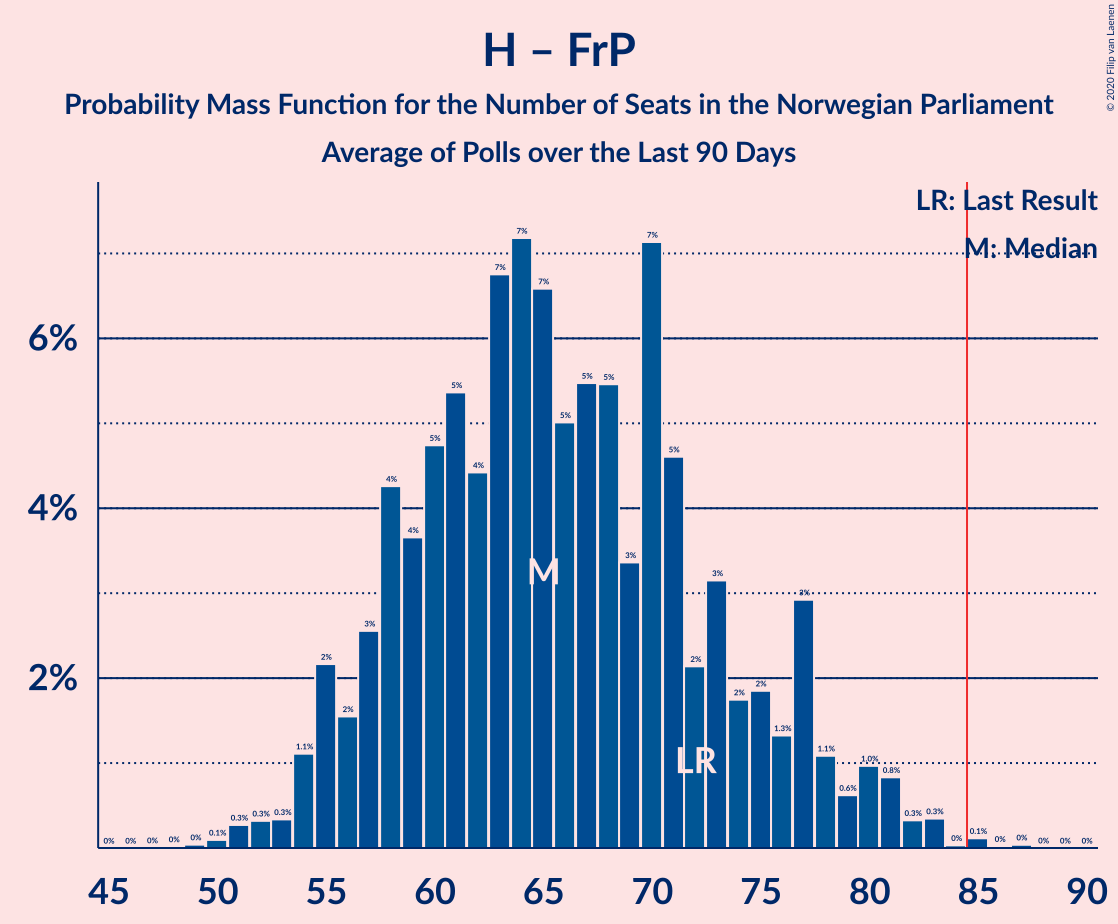 H – FrP
Probability Mass Function for the Number of Seats in the Norwegian Parliament
Average of Polls over the Last 90 Days
© 2020 Filip van Laenen
LR: Last Result
M: Median
6%
4%
2%
0% 0% 0% 0% 0% 0.1% 0.3% 0.3% 0.3% 1.1% 2% 2% 3% 4% 4% 5% 5% 4% 7% 7% 7% 5% 5% 5% 3% 7% 5% 2% 3% 2% 2% 1.3% 3% 1.1% 0.6% 1.0% 0.8% 0.3% 0.3% 0% 0.1% 0% 0% 0% 0% 0%
M
LR
45 50 55 60 65 70 75 80 85 90